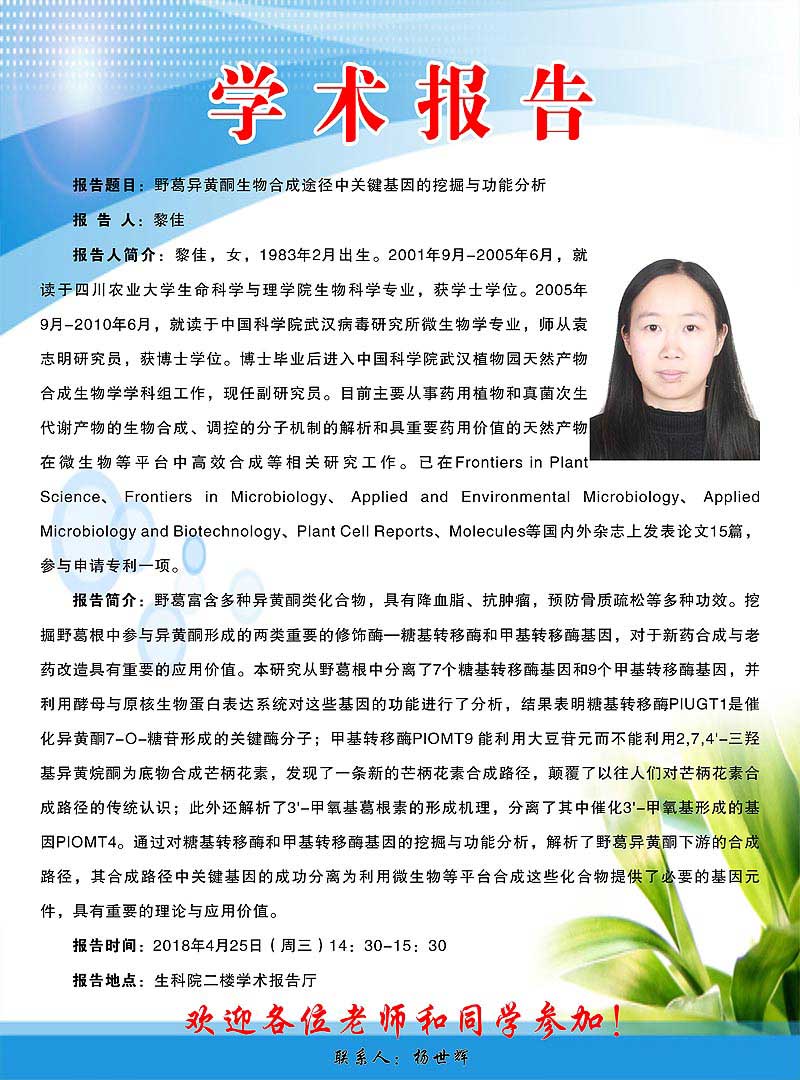 学术报告
报告题目：野葛异黄酮生物合成途径中关键基因的挖掘与功能分析
报 告 人：黎佳
报告人简介：黎佳，女，1983年2月出生。2001年9月-2005年6月，就
读于四川农业大学生命科学与理学院生物科学专业，获学士学位。2005年
9月-2010年6月，就读于中国科学院武汉病毒研究所微生物学专业，师从袁
志明研究员，获博士学位。博士毕业后进入中国科学院武汉植物园天然产物
合成生物学学科组工作，现任副研究员。目前主要从事药用植物和真菌次生
代谢产物的生物合成、调控的分子机制的解析和具重要药用价值的天然产物
在微生物等平台中高效合成等相关研究工作。已在Frontiers in Plant
Science、Frontiers in Microbiology、Applied and Environmental Microbiology、Applied
Microbiology and Biotechnology、Plant Cell Reports、Molecules等国内外杂志上发表论文15篇，
参与申请专利一项。
报告简介：野葛富含多种异黄酮类化合物，具有降血脂、抗肿瘤，预防骨质疏松等多种功效。挖
掘野葛根中参与异黄酮形成的两类重要的修饰酶—糖基转移酶和甲基转移酶基因，对于新药合成与老
药改造具有重要的应用价值。本研究从野葛根中分离了7个糖基转移酶基因和9个甲基转移酶基因，并
利用酵母与原核生物蛋白表达系统对这些基因的功能进行了分析，结果表明糖基转移酶PlUGT1是催
化异黄酮7-O-糖苷形成的关键酶分子；甲基转移酶PlOMT9 能利用大豆苷元而不能利用2,7,4'-三羟
基异黄烷酮为底物合成芒柄花素，发现了一条新的芒柄花素合成路径，颠覆了以往人们对芒柄花素合
成路径的传统认识；此外还解析了3'-甲氧基葛根素的形成机理，分离了其中催化3'-甲氧基形成的基
因PlOMT4。通过对糖基转移酶和甲基转移酶基因的挖掘与功能分析，解析了野葛异黄酮下游的合成
路径，其合成路径中关键基因的成功分离为利用微生物等平台合成这些化合物提供了必要的基因元
件，具有重要的理论与应用价值。
报告时间：2018年4月25日（周三）14：30-15：30
报告地点：生科院二楼学术报告厅
欢迎各位老师和同学参加！
联系人：杨世辉